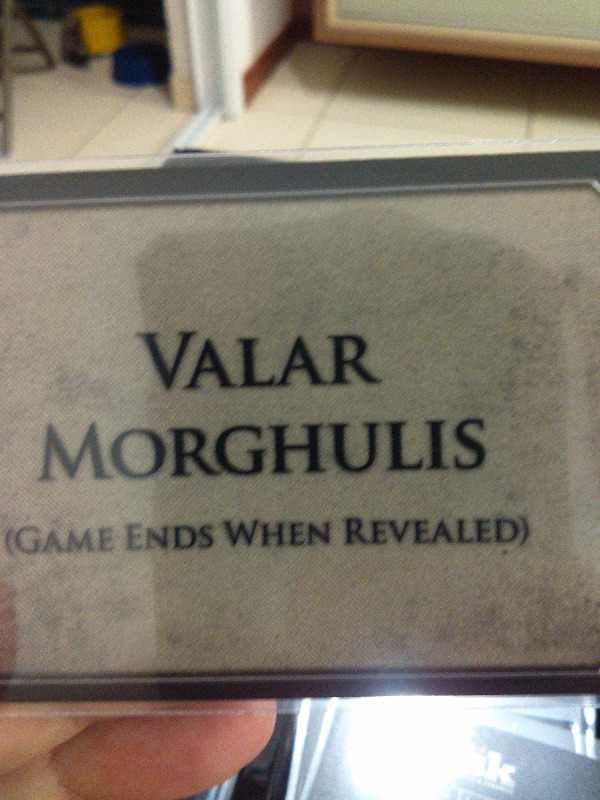 VALAR
MORGHULIS
(GAME ENDS WHEN REVEALED)